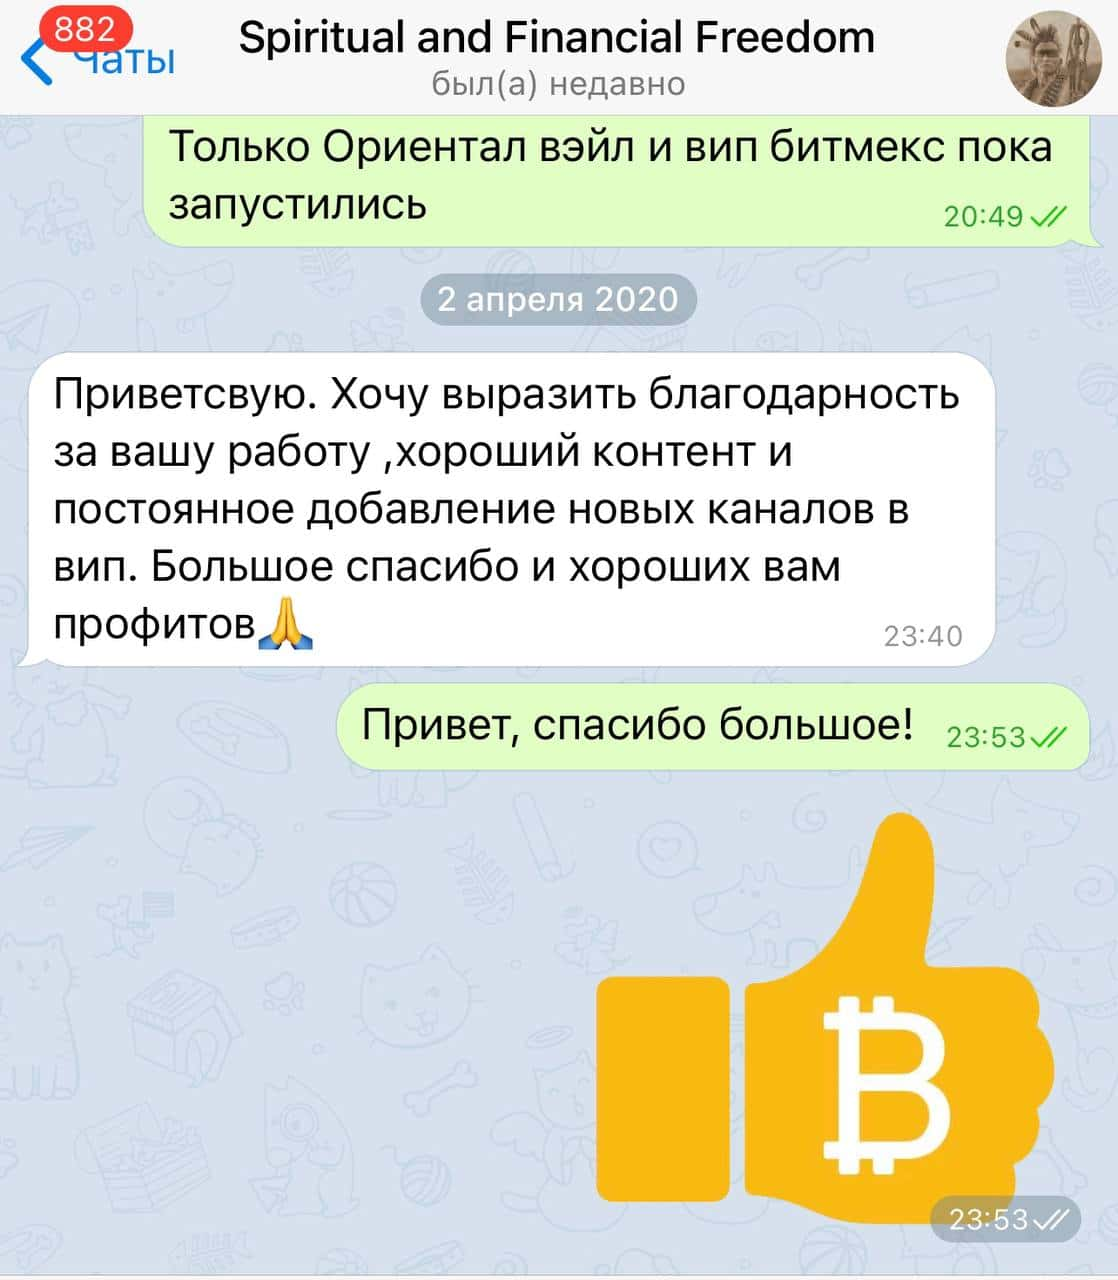 882
Чаты
Spiritual and Financial Freedom
был(а) недавно
Только Ориентал вэйл и вип битмекс пока
запустились
20:49
2 апреля 2020
Приветсвую. Хочу выразить благодарность
за вашу работу ,хороший контент и
постоянное добавление новых каналов в
вип. Большое спасибо и хороших вам
профитов🙏
23:40
Привет, спасибо большое!
23:53
23:53